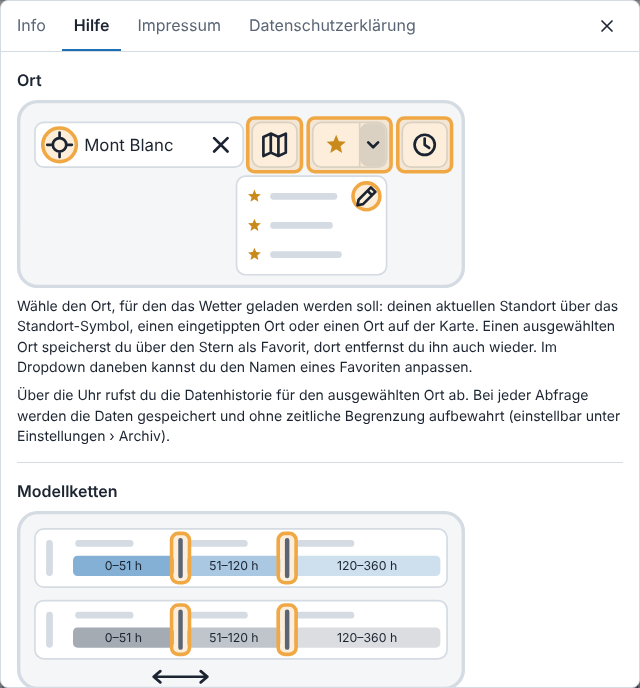 Info Hilfe Impressum Datenschutzerklärung
Ort
Mont Blanc
Wähle den Ort, für den das Wetter geladen werden soll: deinen aktuellen Standort über das
Standort-Symbol, einen eingetippten Ort oder einen Ort auf der Karte. Einen ausgewählten
Ort speicherst du über den Stern als Favorit, dort entfernst du ihn auch wieder. Im
Dropdown daneben kannst du den Namen eines Favoriten anpassen.
Über die Uhr rufst du die Datenhistorie für den ausgewählten Ort ab. Bei jeder Abfrage
werden die Daten gespeichert und ohne zeitliche Begrenzung aufbewahrt (einstellbar unter
Einstellungen › Archiv).
Modellketten
0–51 h 51–120 h 120–360 h
0–51 h 51–120 h 120–360 h